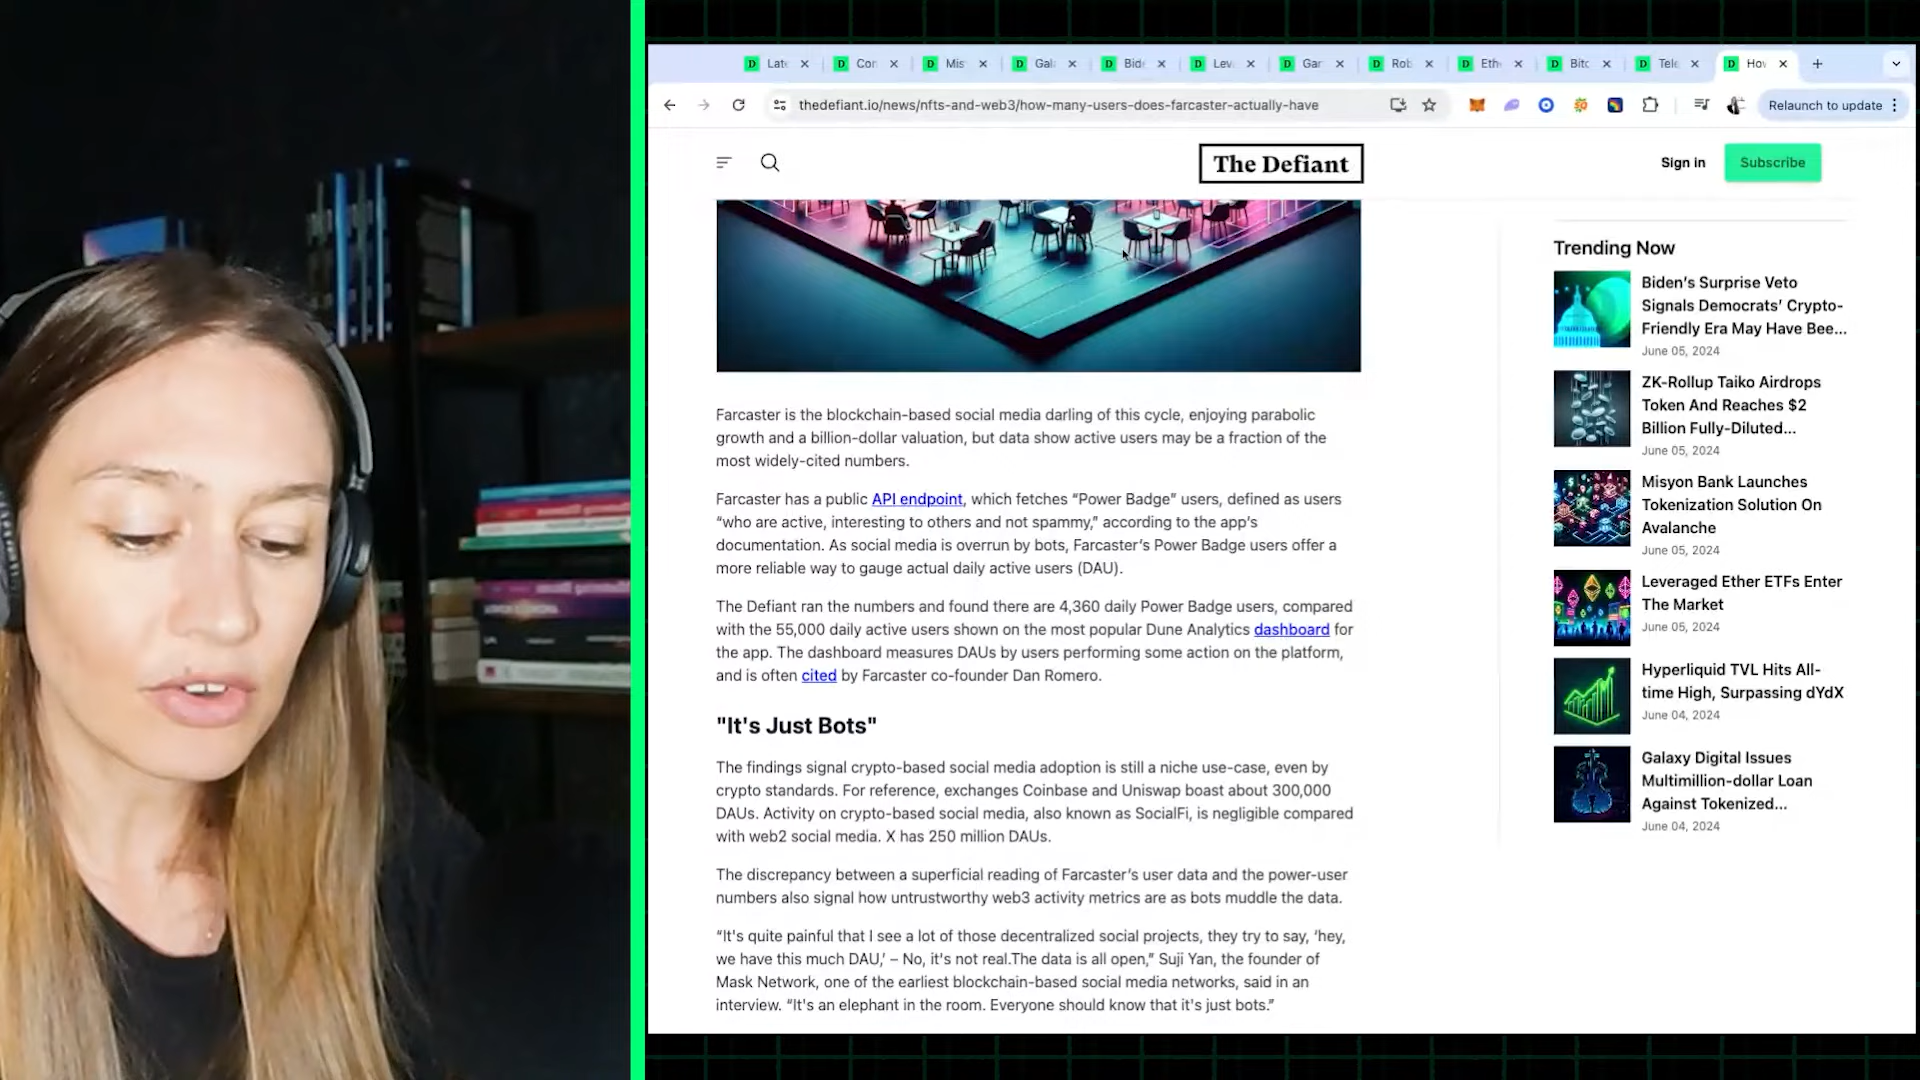 Late
Con
Mis
Gal
Bide
Lev
Gar
Rob
Eth
Bitc
Tele
How
thedefiant.io/news/nfts-and-web3/how-many-users-does-farcaster-actually-have
Relaunch to update
The Defiant
Sign in
Subscribe
Farcaster is the blockchain-based social media darling of this cycle, enjoying parabolic
growth and a billion-dollar valuation, but data show active users may be a fraction of the
most widely-cited numbers.
Farcaster has a public API endpoint, which fetches “Power Badge” users, defined as users
“who are active, interesting to others and not spammy,” according to the app’s
documentation. As social media is overrun by bots, Farcaster’s Power Badge users offer a
more reliable way to gauge actual daily active users (DAU).
The Defiant ran the numbers and found there are 4,360 daily Power Badge users, compared
with the 55,000 daily active users shown on the most popular Dune Analytics dashboard for
the app. The dashboard measures DAUs by users performing some action on the platform,
and is often cited by Farcaster co-founder Dan Romero.
"It's Just Bots"
The findings signal crypto-based social media adoption is still a niche use-case, even by
crypto standards. For reference, exchanges Coinbase and Uniswap boast about 300,000
DAUs. Activity on crypto-based social media, also known as SocialFi, is negligible compared
with web2 social media. X has 250 million DAUs.
The discrepancy between a superficial reading of Farcaster’s user data and the power-user
numbers also signal how untrustworthy web3 activity metrics are as bots muddle the data.
“It's quite painful that I see a lot of those decentralized social projects, they try to say, ‘hey,
we have this much DAU,’ – No, it's not real.The data is all open,” Suji Yan, the founder of
Mask Network, one of the earliest blockchain-based social media networks, said in an
interview. “It's an elephant in the room. Everyone should know that it's just bots.”
Trending Now
Biden’s Surprise Veto
Signals Democrats’ Crypto-
Friendly Era May Have Bee...
June 05, 2024
ZK-Rollup Taiko Airdrops
Token And Reaches $2
Billion Fully-Diluted...
June 05, 2024
Misyon Bank Launches
Tokenization Solution On
Avalanche
June 05, 2024
Leveraged Ether ETFs Enter
The Market
June 05, 2024
Hyperliquid TVL Hits All-
time High, Surpassing dYdX
June 04, 2024
Galaxy Digital Issues
Multimillion-dollar Loan
Against Tokenized...
June 04, 2024